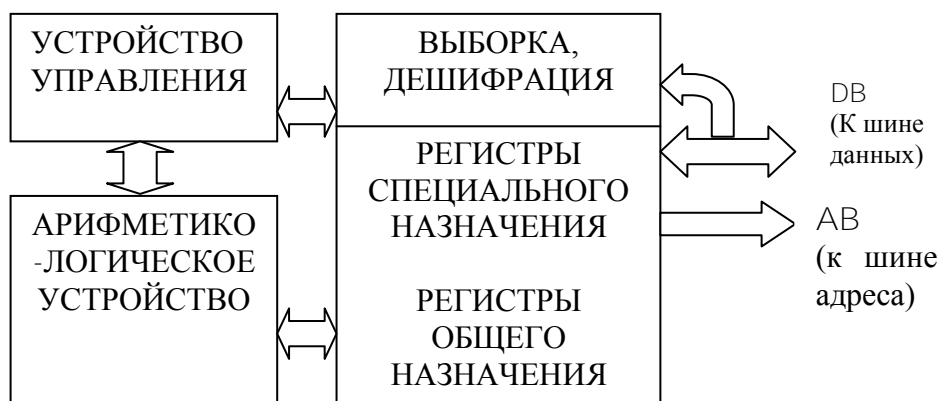 УСТРОЙСТВО
УПРАВЛЕНИЯ
ВЫБОРКА,
ДЕШИФРАЦИЯ
DB
(К шине
данных)
АРИФМЕТИКО
-ЛОГИЧЕСКОЕ
УСТРОЙСТВО
РЕГИСТРЫ
СПЕЦИАЛЬНОГО
НАЗНАЧЕНИЯ
РЕГИСТРЫ
ОБЩЕГО
НАЗНАЧЕНИЯ
AB
(к шине
адреса)